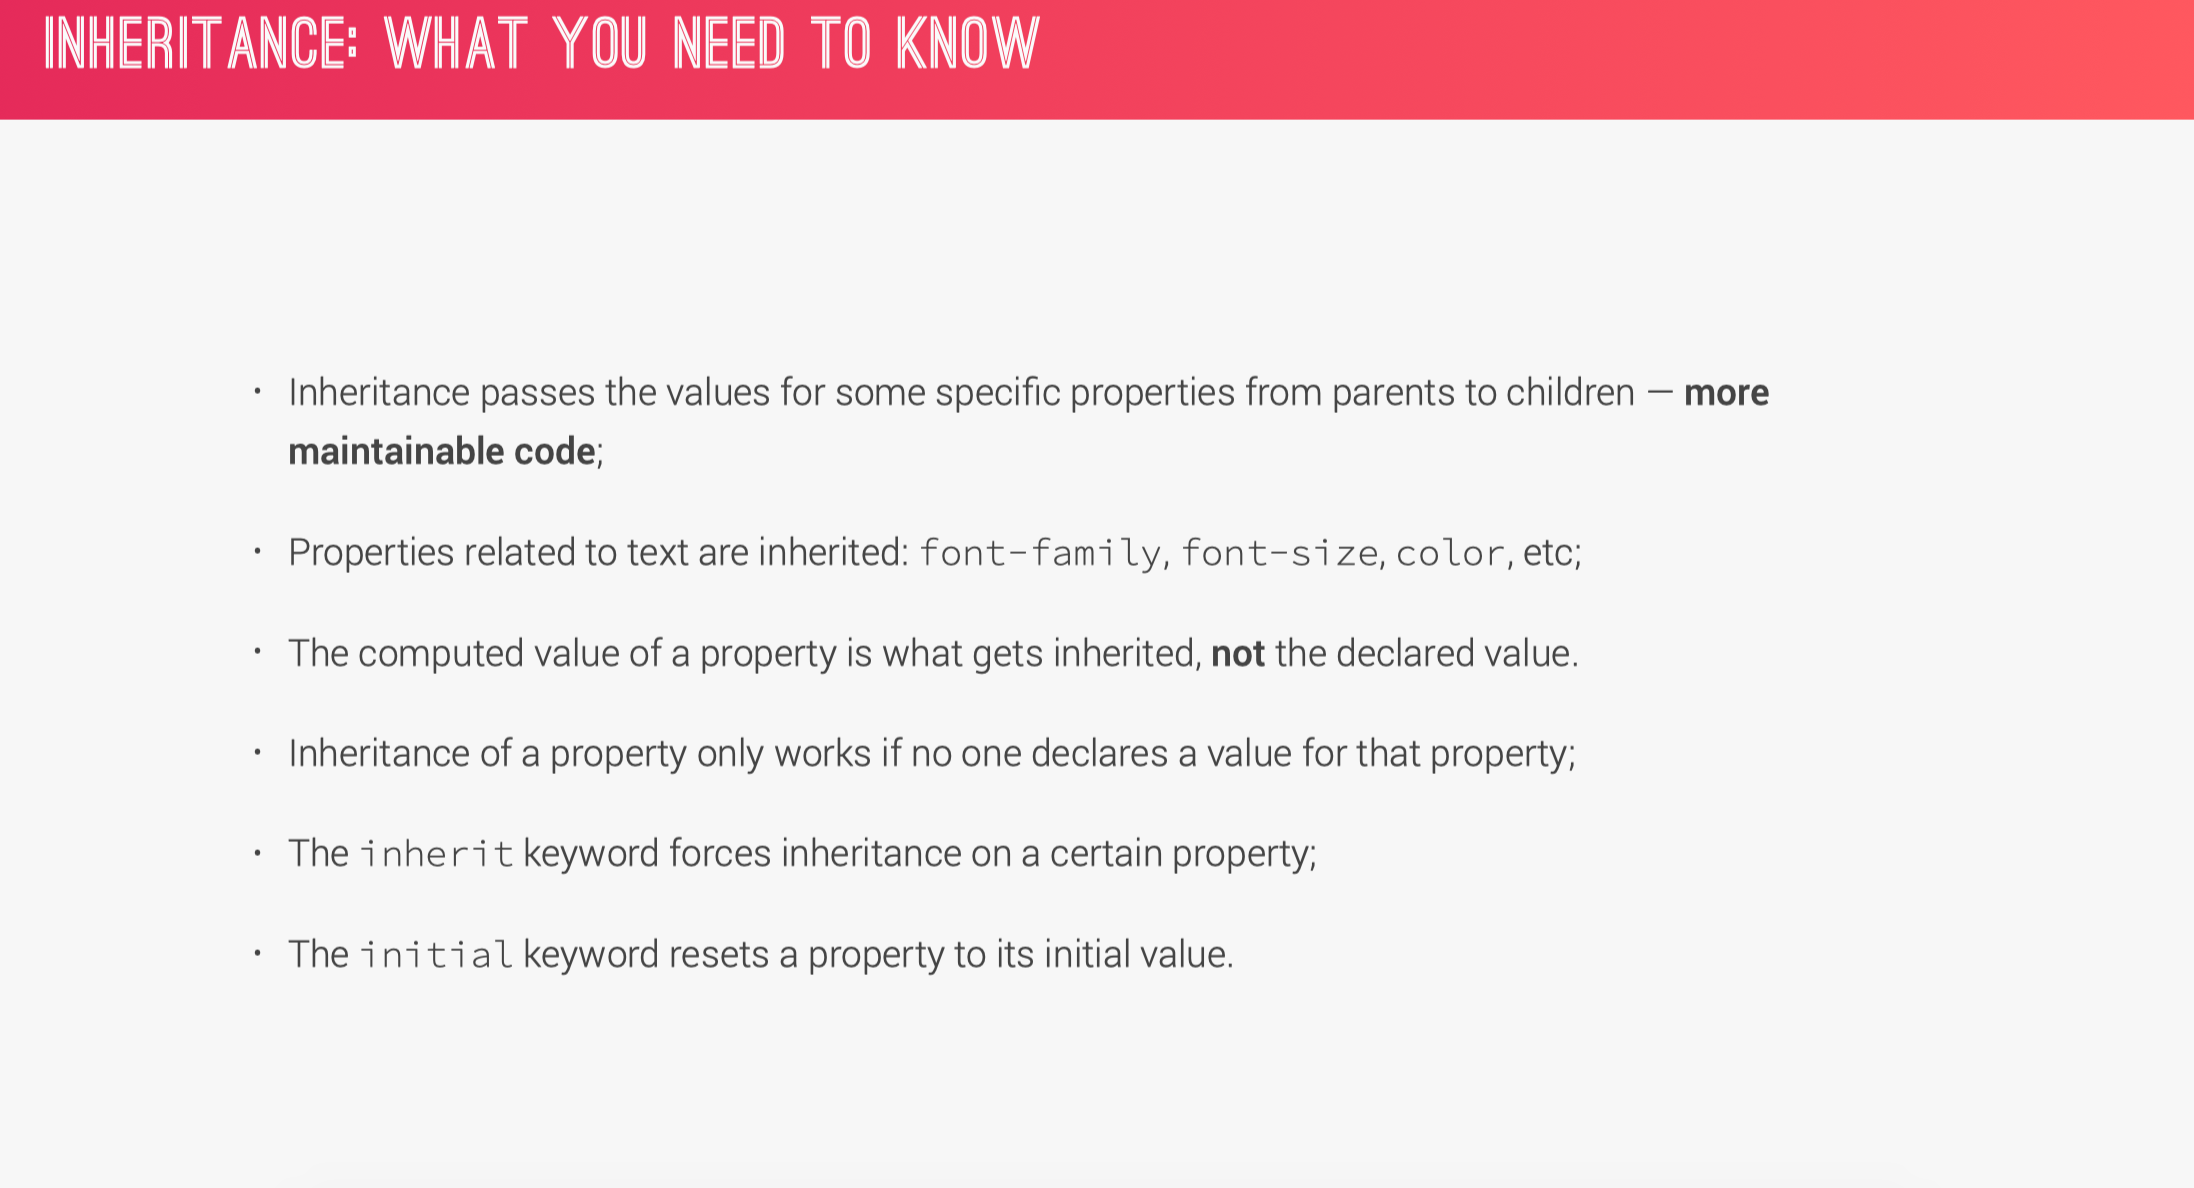 INHERITANCE: WHAT YOU NEED TO KNOW
• Inheritance passes the values for some specific properties from parents to children — more
maintainable code;
• Properties related to text are inherited: font-family, font-size, color, etc;
• The computed value of a property is what gets inherited, not the declared value.
• Inheritance of a property only works if no one declares a value for that property;
• The inherit keyword forces inheritance on a certain property;
• The initial keyword resets a property to its initial value.